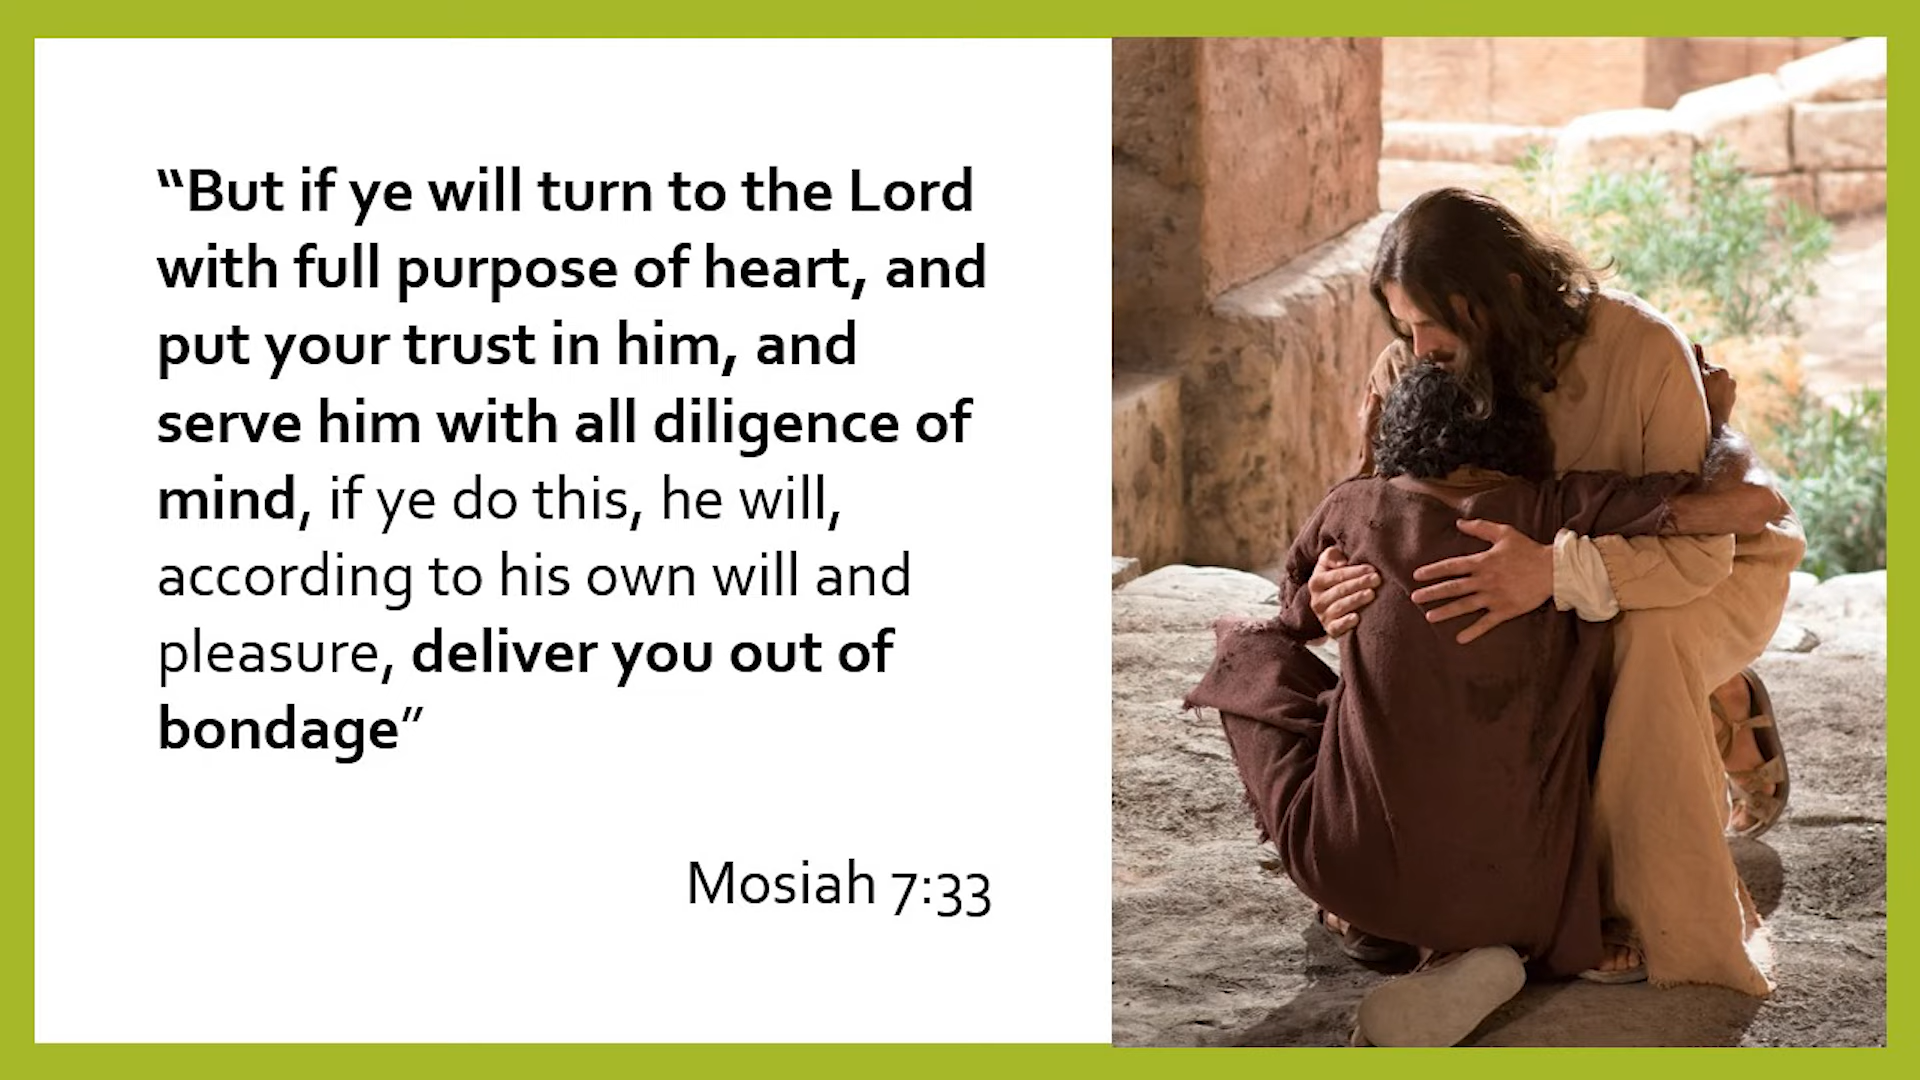 “But if ye will turn to the Lord
with full purpose of heart, and
put your trust in him, and
serve him with all diligence of
mind, if ye do this, he will,
according to his own will and
pleasure, deliver you out of
bondage”
Mosiah 7:33